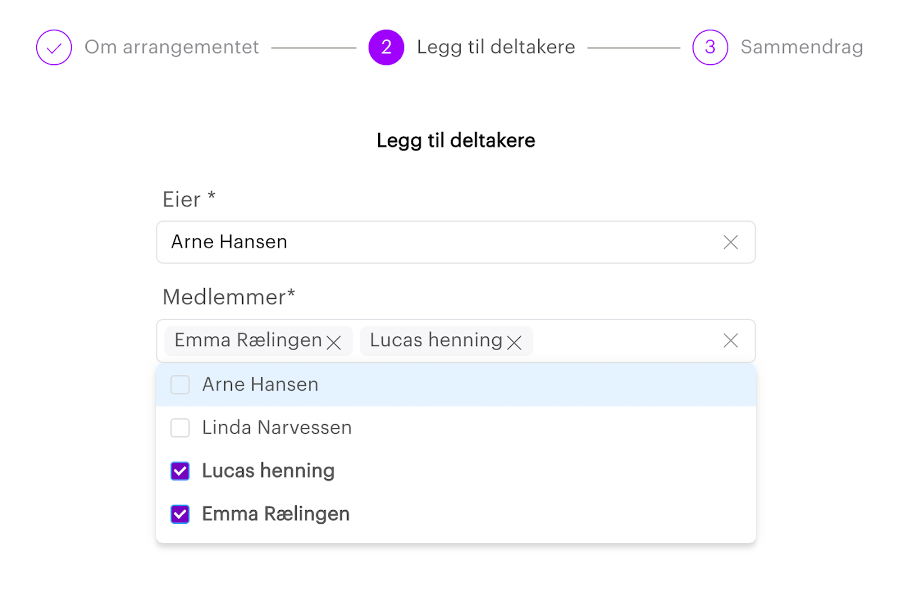 Om arrangementet 2 Legg til deltakere 3 Sammendrag
Legg til deltakere
Eier *
Arne Hansen
Medlemmer*
Emma Rælingen Lucas henning
Arne Hansen
Linda Narvessen
Lucas henning
Emma Rælingen